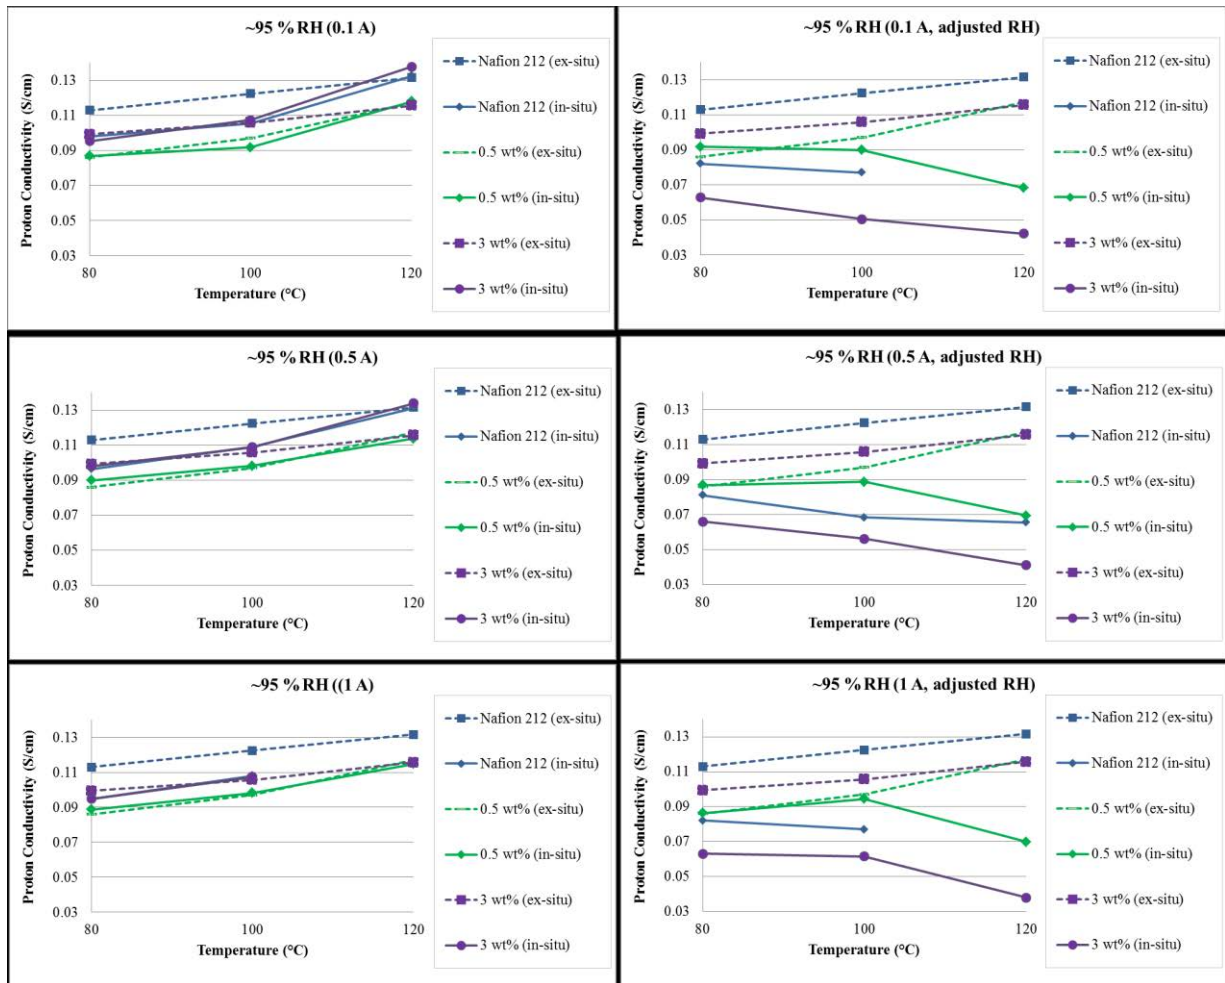 ~95 % RH (0.1 A)
Proton Conductivity (S/cm)
0.13
0.11
0.09
0.07
0.05
0.03
80
100
120
Temperature (°C)
Nafion 212 (ex-situ)
Nafion 212 (in-situ)
0.5 wt% (ex-situ)
0.5 wt% (in-situ)
3 wt% (ex-situ)
3 wt% (in-situ)
~95 % RH (0.1 A, adjusted RH)
Proton Conductivity (S/cm)
0.13
0.11
0.09
0.07
0.05
0.03
80
100
120
Temperature (°C)
Nafion 212 (ex-situ)
Nafion 212 (in-situ)
0.5 wt% (ex-situ)
0.5 wt% (in-situ)
3 wt% (ex-situ)
3 wt% (in-situ)
~95 % RH (0.5 A)
Proton Conductivity (S/cm)
0.13
0.11
0.09
0.07
0.05
0.03
80
100
120
Temperature (°C)
Nafion 212 (ex-situ)
Nafion 212 (in-situ)
0.5 wt% (ex-situ)
0.5 wt% (in-situ)
3 wt% (ex-situ)
3 wt% (in-situ)
~95 % RH (0.5 A, adjusted RH)
Proton Conductivity (S/cm)
0.13
0.11
0.09
0.07
0.05
0.03
80
100
120
Temperature (°C)
Nafion 212 (ex-situ)
Nafion 212 (in-situ)
0.5 wt% (ex-situ)
0.5 wt% (in-situ)
3 wt% (ex-situ)
3 wt% (in-situ)
~95 % RH ((1 A)
Proton Conductivity (S/cm)
0.13
0.11
0.09
0.07
0.05
0.03
80
100
120
Temperature (°C)
Nafion 212 (ex-situ)
Nafion 212 (in-situ)
0.5 wt% (ex-situ)
0.5 wt% (in-situ)
3 wt% (ex-situ)
3 wt% (in-situ)
~95 % RH (1 A, adjusted RH)
Proton Conductivity (S/cm)
0.13
0.11
0.09
0.07
0.05
0.03
80
100
120
Temperature (°C)
Nafion 212 (ex-situ)
Nafion 212 (in-situ)
0.5 wt% (ex-situ)
0.5 wt% (in-situ)
3 wt% (ex-situ)
3 wt% (in-situ)